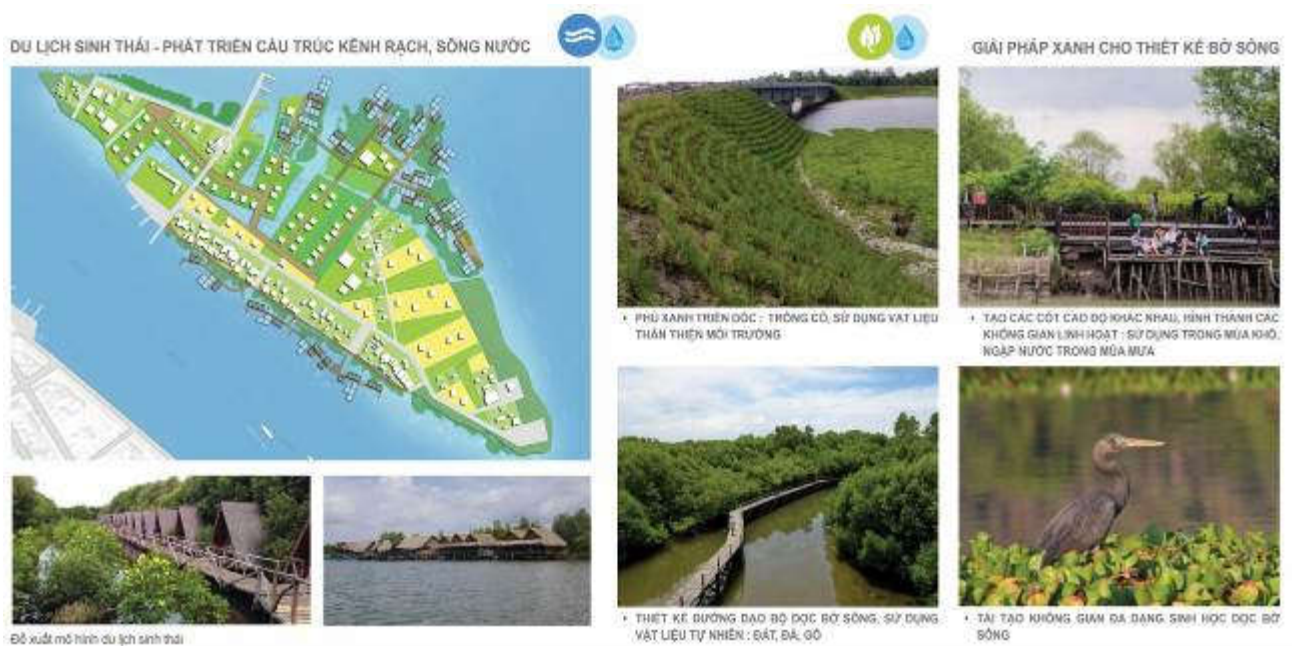 DU LỊCH SINH THÁI - PHÁT TRIỂN CẤU TRÚC KÊNH RẠCH, SÔNG NƯỚC
GIẢI PHÁP XANH CHO THIẾT KẾ BỜ SÔNG
• PHỦ XANH TRIỀN DỐC : TRỒNG CỎ, SỬ DỤNG VẬT LIỆU
THÂN THIỆN MÔI TRƯỜNG
• TẠO CÁC CỐT CAO ĐỘ KHÁC NHAU, HÌNH THÀNH CÁC
KHÔNG GIAN LINH HOẠT : SỬ DỤNG TRONG MÙA KHÔ,
NGẬP NƯỚC TRONG MÙA MƯA
Đề xuất mô hình du lịch sinh thái
• THIẾT KẾ ĐƯỜNG DẠO BỘ DỌC BỜ SÔNG, SỬ DỤNG
VẬT LIỆU TỰ NHIÊN : ĐẤT, ĐÁ, GỖ
• TÁI TẠO KHÔNG GIAN ĐA DẠNG SINH HỌC DỌC BỜ
SÔNG